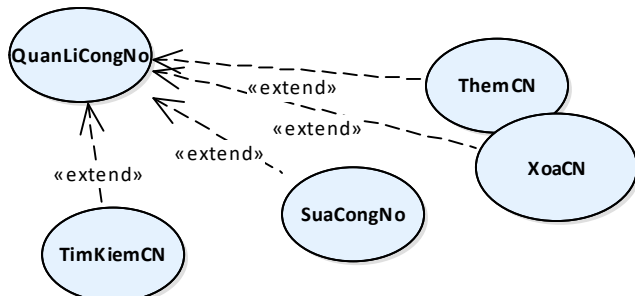 QuanLiCongNo
ThemCN
«extend»
«extend»
«extend»
XoaCN
«extend»
SuaCongNo
TimKiemCN